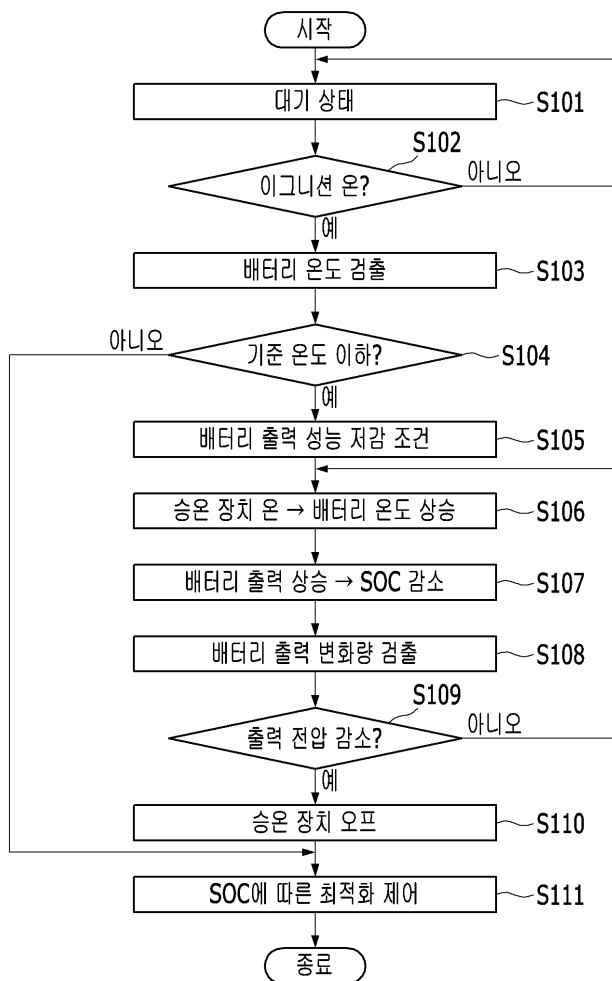 시작
대기 상태
S101
S102
이그니션 온?
아니오
예
배터리 온도 검출
S103
아니오
기준 온도 이하?
S104
예
배터리 출력 성능 저감 조건
S105
승온 장치 온 → 배터리 온도 상승
S106
배터리 출력 상승 → SOC 감소
S107
배터리 출력 변화량 검출
S108
S109
출력 전압 감소?
아니오
예
승온 장치 오프
S110
SOC에 따른 최적화 제어
S111
종료